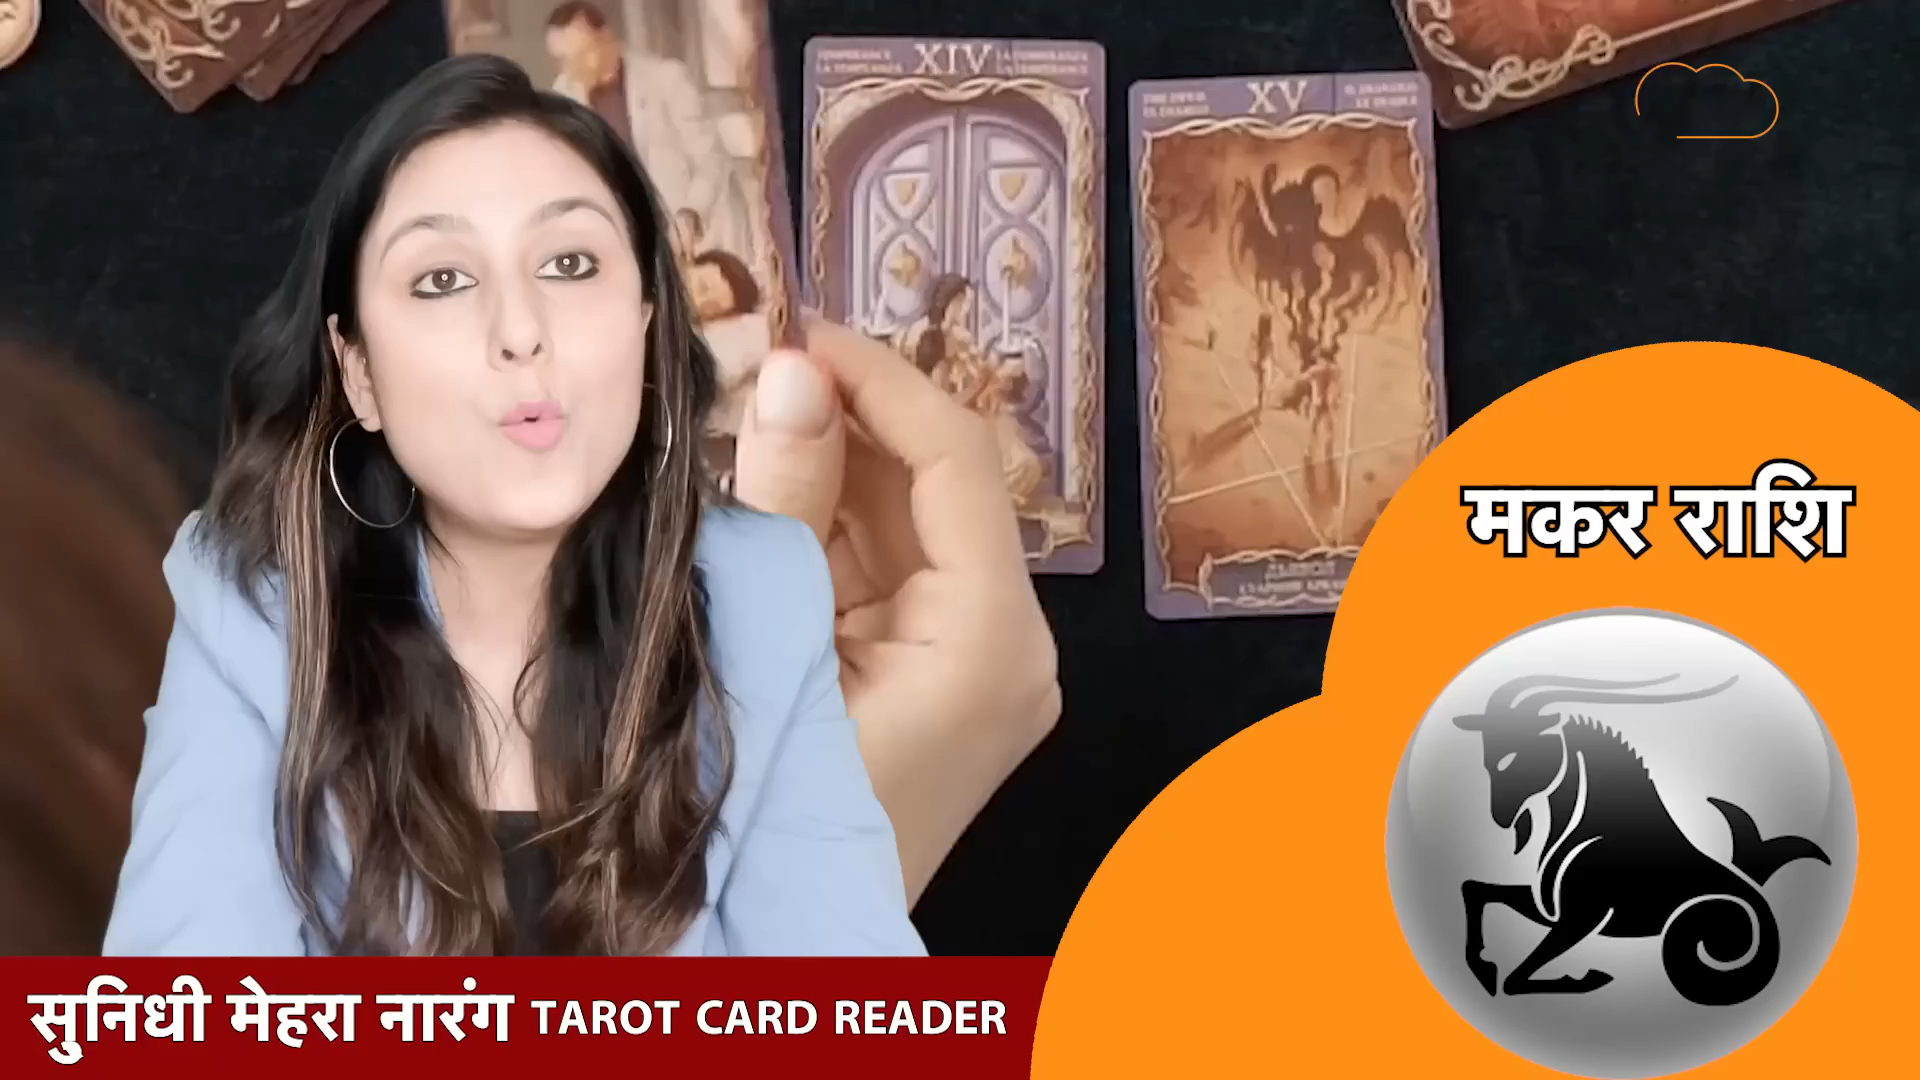 XIV
XV
मकर राशि
सुनिधी मेहरा नारंग TAROT CARD READER